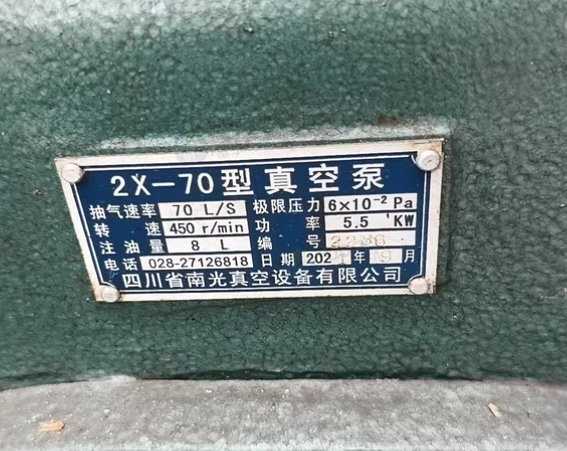 2X-70型真空泵
抽气速率 70 L/S 极限压力 6×10⁻² Pa
转速 450 r/min 功率 5.5 KW
注油量 8 L 编号
电话 028-27126818 日期 202 年 9月
四川省南光真空设备有限公司